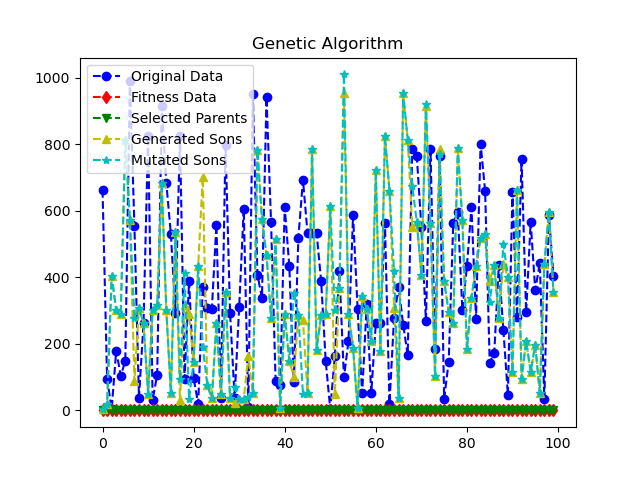 Genetic Algorithm
1000
800
600
400
200
0
Original Data
Fitness Data
Selected Parents
Generated Sons
Mutated Sons
0
20
40
60
80
100